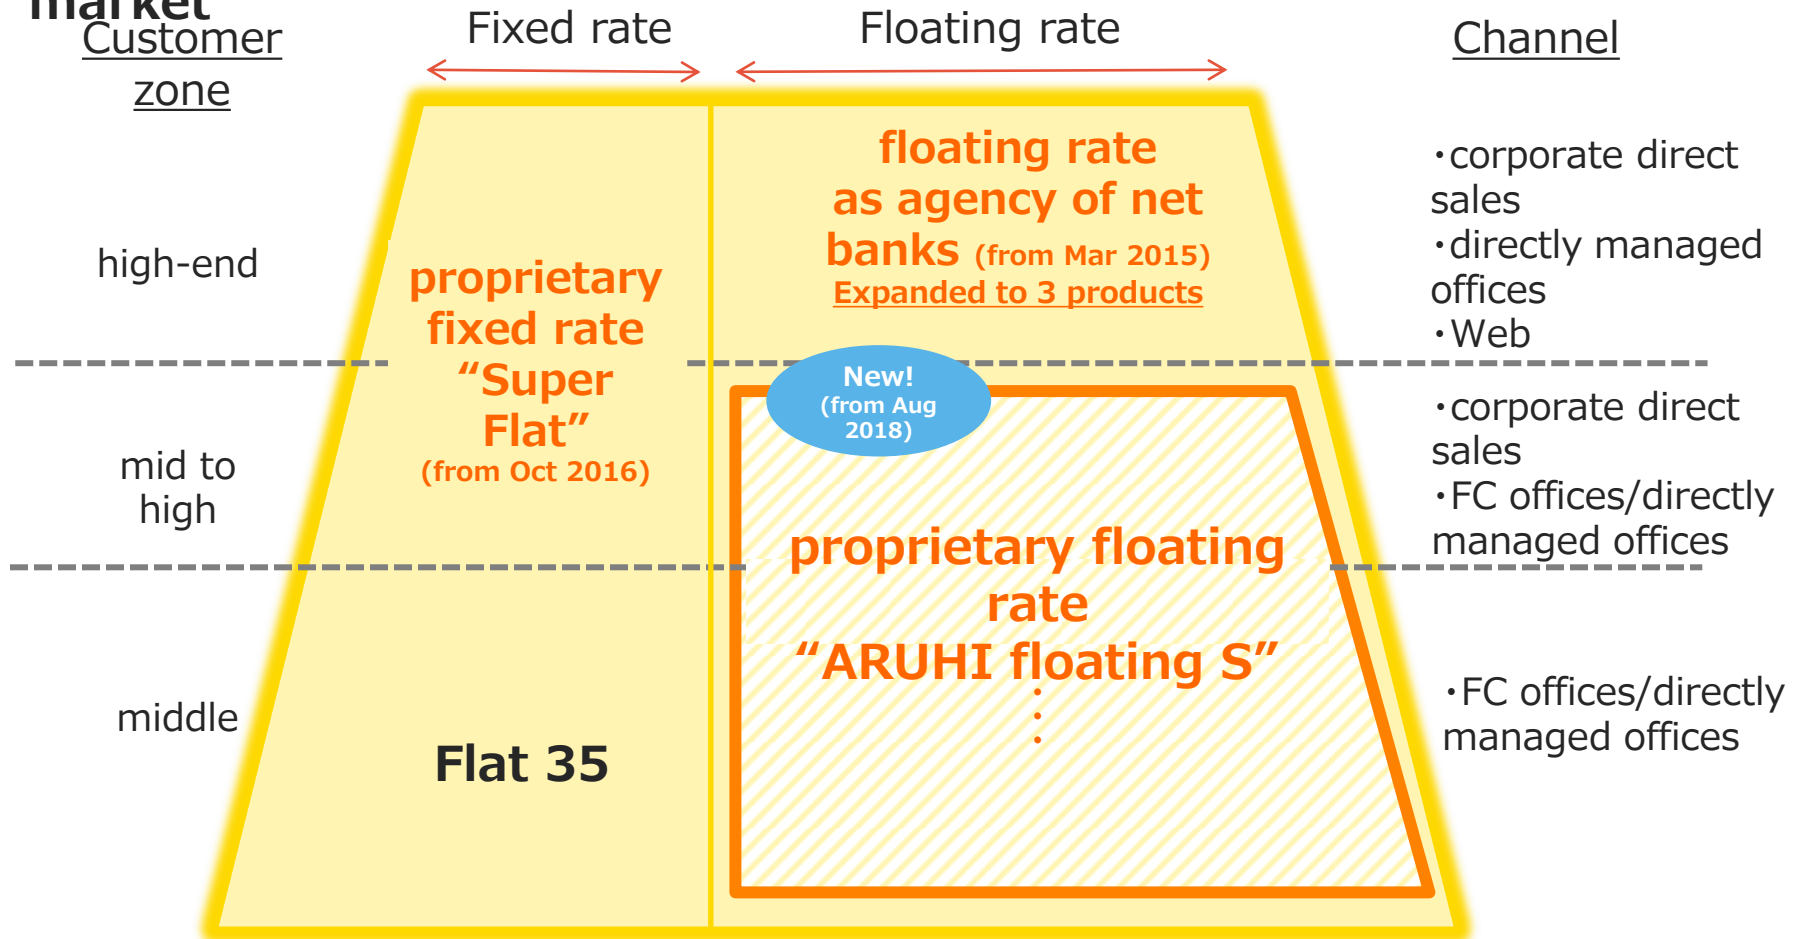 market
Customer
zone
Fixed rate
Floating rate
Channel
high-end
proprietary
fixed rate
“Super
Flat”
(from Oct 2016)
floating rate
as agency of net
banks (from Mar 2015)
Expanded to 3 products
・corporate direct
sales
・directly managed
offices
・Web
mid to
high
New!
(from Aug
2018)
・corporate direct
sales
・FC offices/directly
managed offices
proprietary floating
rate
“ARUHI floating S”
⋮
middle
Flat 35
・FC offices/directly
managed offices